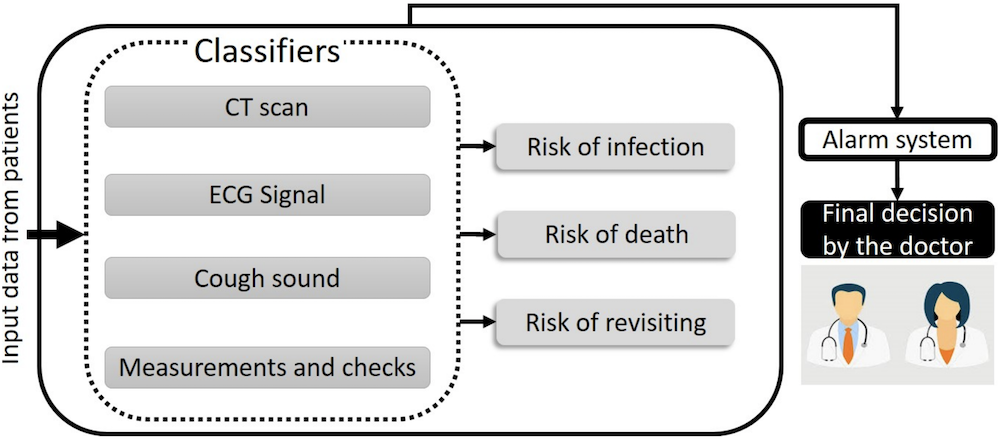 Input data from patients
Classifiers
CT scan
ECG Signal
Cough sound
Measurements and checks
Risk of infection
Risk of death
Risk of revisiting
Alarm system
Final decision
by the doctor